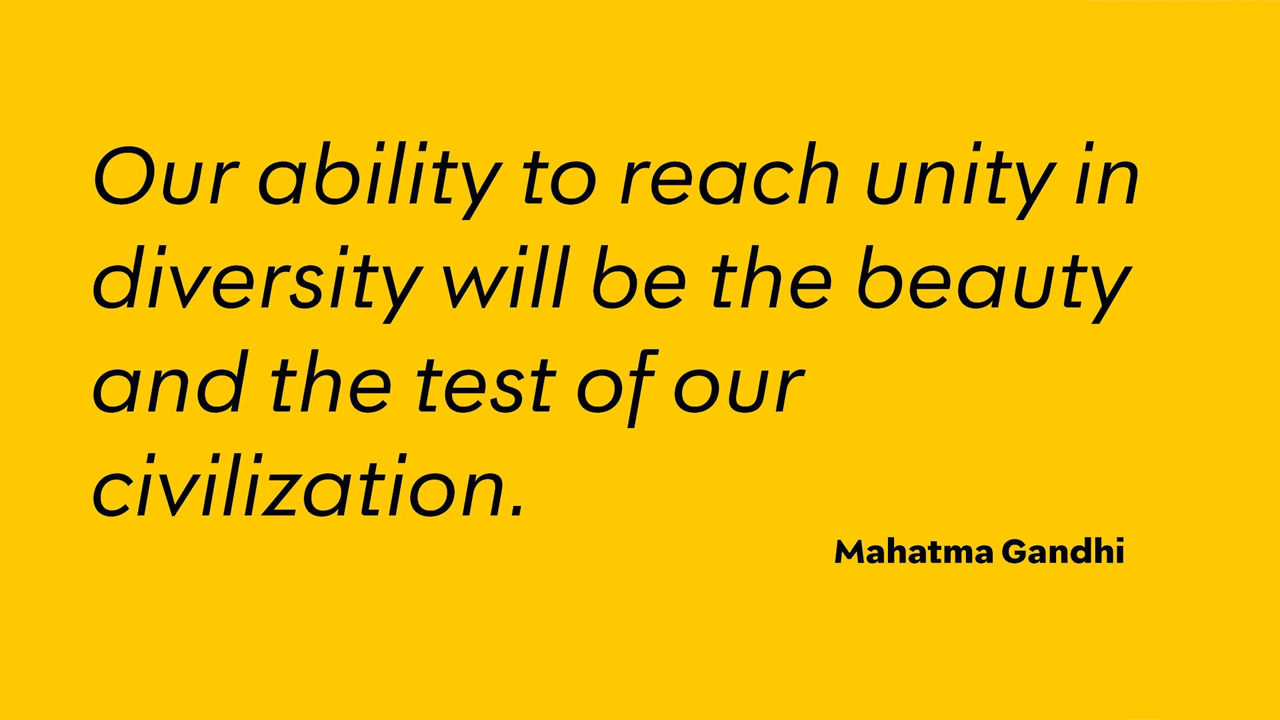 Our ability to reach unity in
diversity will be the beauty
and the test of our
civilization.
Mahatma Gandhi